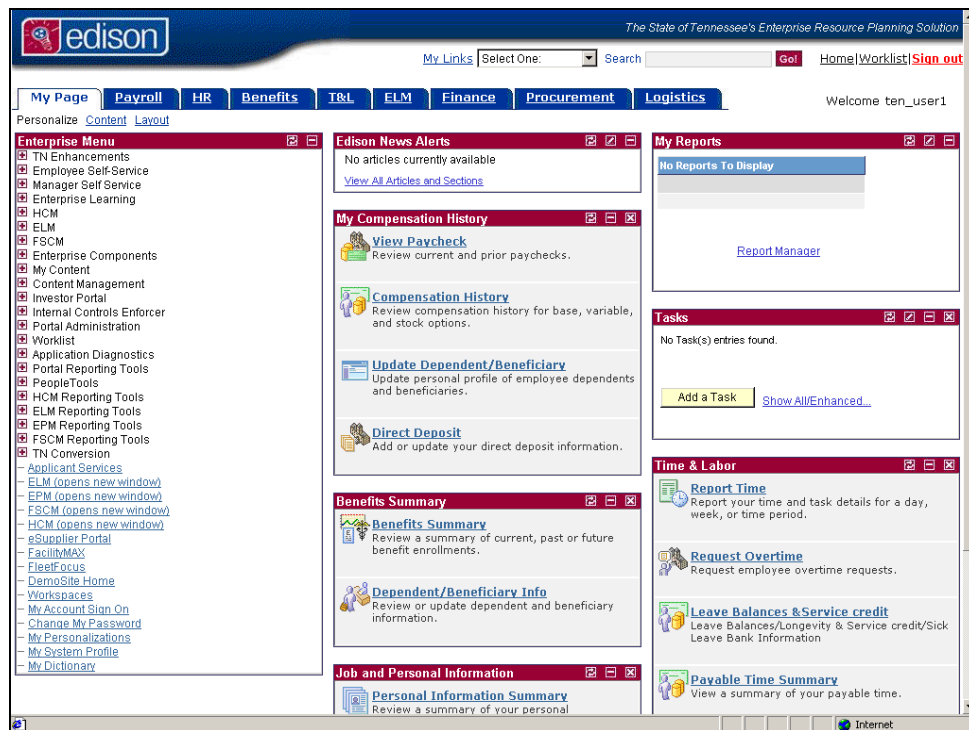 edison
The State of Tennessee's Enterprise Resource Planning Solution
My Links Select One: Search Go! Home|Worklist|Sign out
My Page Payroll HR Benefits T&L ELM Finance Procurement Logistics
Welcome ten_user1
Personalize Content Layout
Enterprise Menu
TN Enhancements
Employee Self-Service
Manager Self Service
Enterprise Learning
HCM
ELM
FSCM
Enterprise Components
My Content
Content Management
Investor Portal
Internal Controls Enforcer
Portal Administration
Worklist
Application Diagnostics
Portal Reporting Tools
PeopleTools
HCM Reporting Tools
ELM Reporting Tools
EPM Reporting Tools
FSCM Reporting Tools
TN Conversion
Applicant Services
ELM (opens new window)
EPM (opens new window)
FSCM (opens new window)
HCM (opens new window)
eSupplier Portal
FacilityMAX
FleetFocus
DemoSite Home
Workspaces
My Account Sign On
Change My Password
My Personalizations
My System Profile
My Dictionary
Edison News Alerts
No articles currently available
View All Articles and Sections
My Compensation History
View Paycheck
Review current and prior paychecks.
Compensation History
Review compensation history for base, variable,
and stock options.
Update Dependent/Beneficiary
Update personal profile of employee dependents
and beneficiaries.
Direct Deposit
Add or update your direct deposit information.
Benefits Summary
Benefits Summary
Review a summary of current, past or future
benefit enrollments.
Dependent/Beneficiary Info
Review or update dependent and beneficiary
information.
Job and Personal Information
Personal Information Summary
Review a summary of your personal
My Reports
No Reports To Display
Report Manager
Tasks
No Task(s) entries found.
Add a Task Show All/Enhanced...
Time & Labor
Report Time
Report your time and task details for a day,
week, or time period.
Request Overtime
Request employee overtime requests.
Leave Balances &Service credit
Leave Balances/Longevity & Service credit/Sick
Leave Bank Information
Payable Time Summary
View a summary of your payable time.
Internet